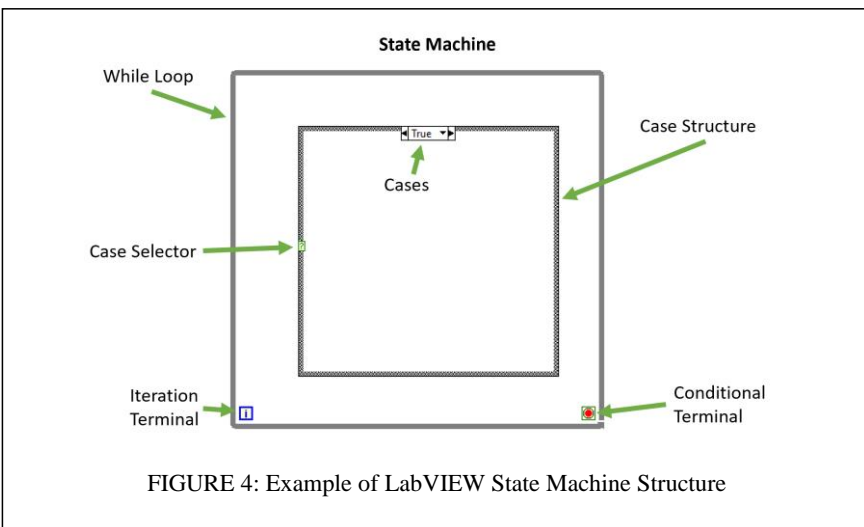 State Machine
While Loop
True
Case Structure
Cases
Case Selector
?
Iteration
Terminal
i
Conditional
Terminal
FIGURE 4: Example of LabVIEW State Machine Structure